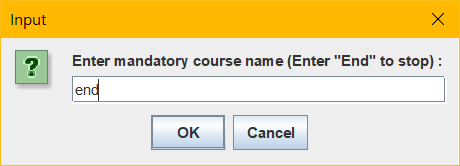 Input
Enter mandatory course name (Enter "End" to stop) :
end
OK Cancel